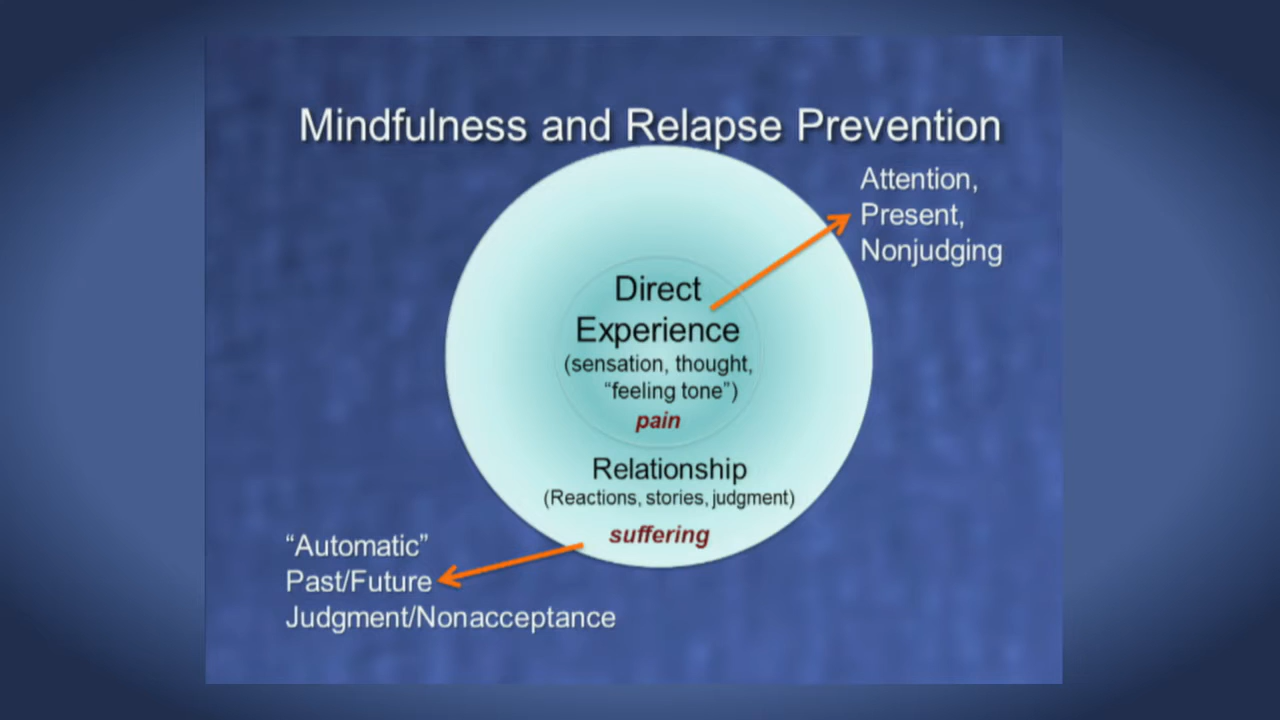 Mindfulness and Relapse Prevention
Attention,
Present,
Nonjudging
Direct
Experience
(sensation, thought,
“feeling tone”)
pain
Relationship
(Reactions, stories, judgment)
suffering
“Automatic”
Past/Future
Judgment/Nonacceptance